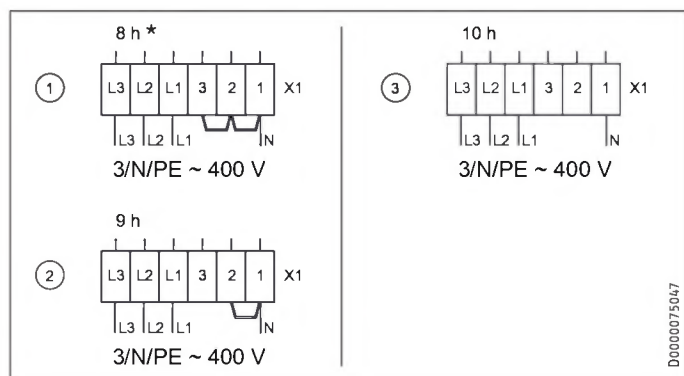 8 h *
1 L3 L2 L1 3 2 1 X1
L3 L2 L1 N
3/N/PE ~ 400 V
9 h
2 L3 L2 L1 3 2 1 X1
L3 L2 L1 N
3/N/PE ~ 400 V
10 h
3 L3 L2 L1 3 2 1 X1
L3 L2 L1 N
3/N/PE ~ 400 V
D0000075047